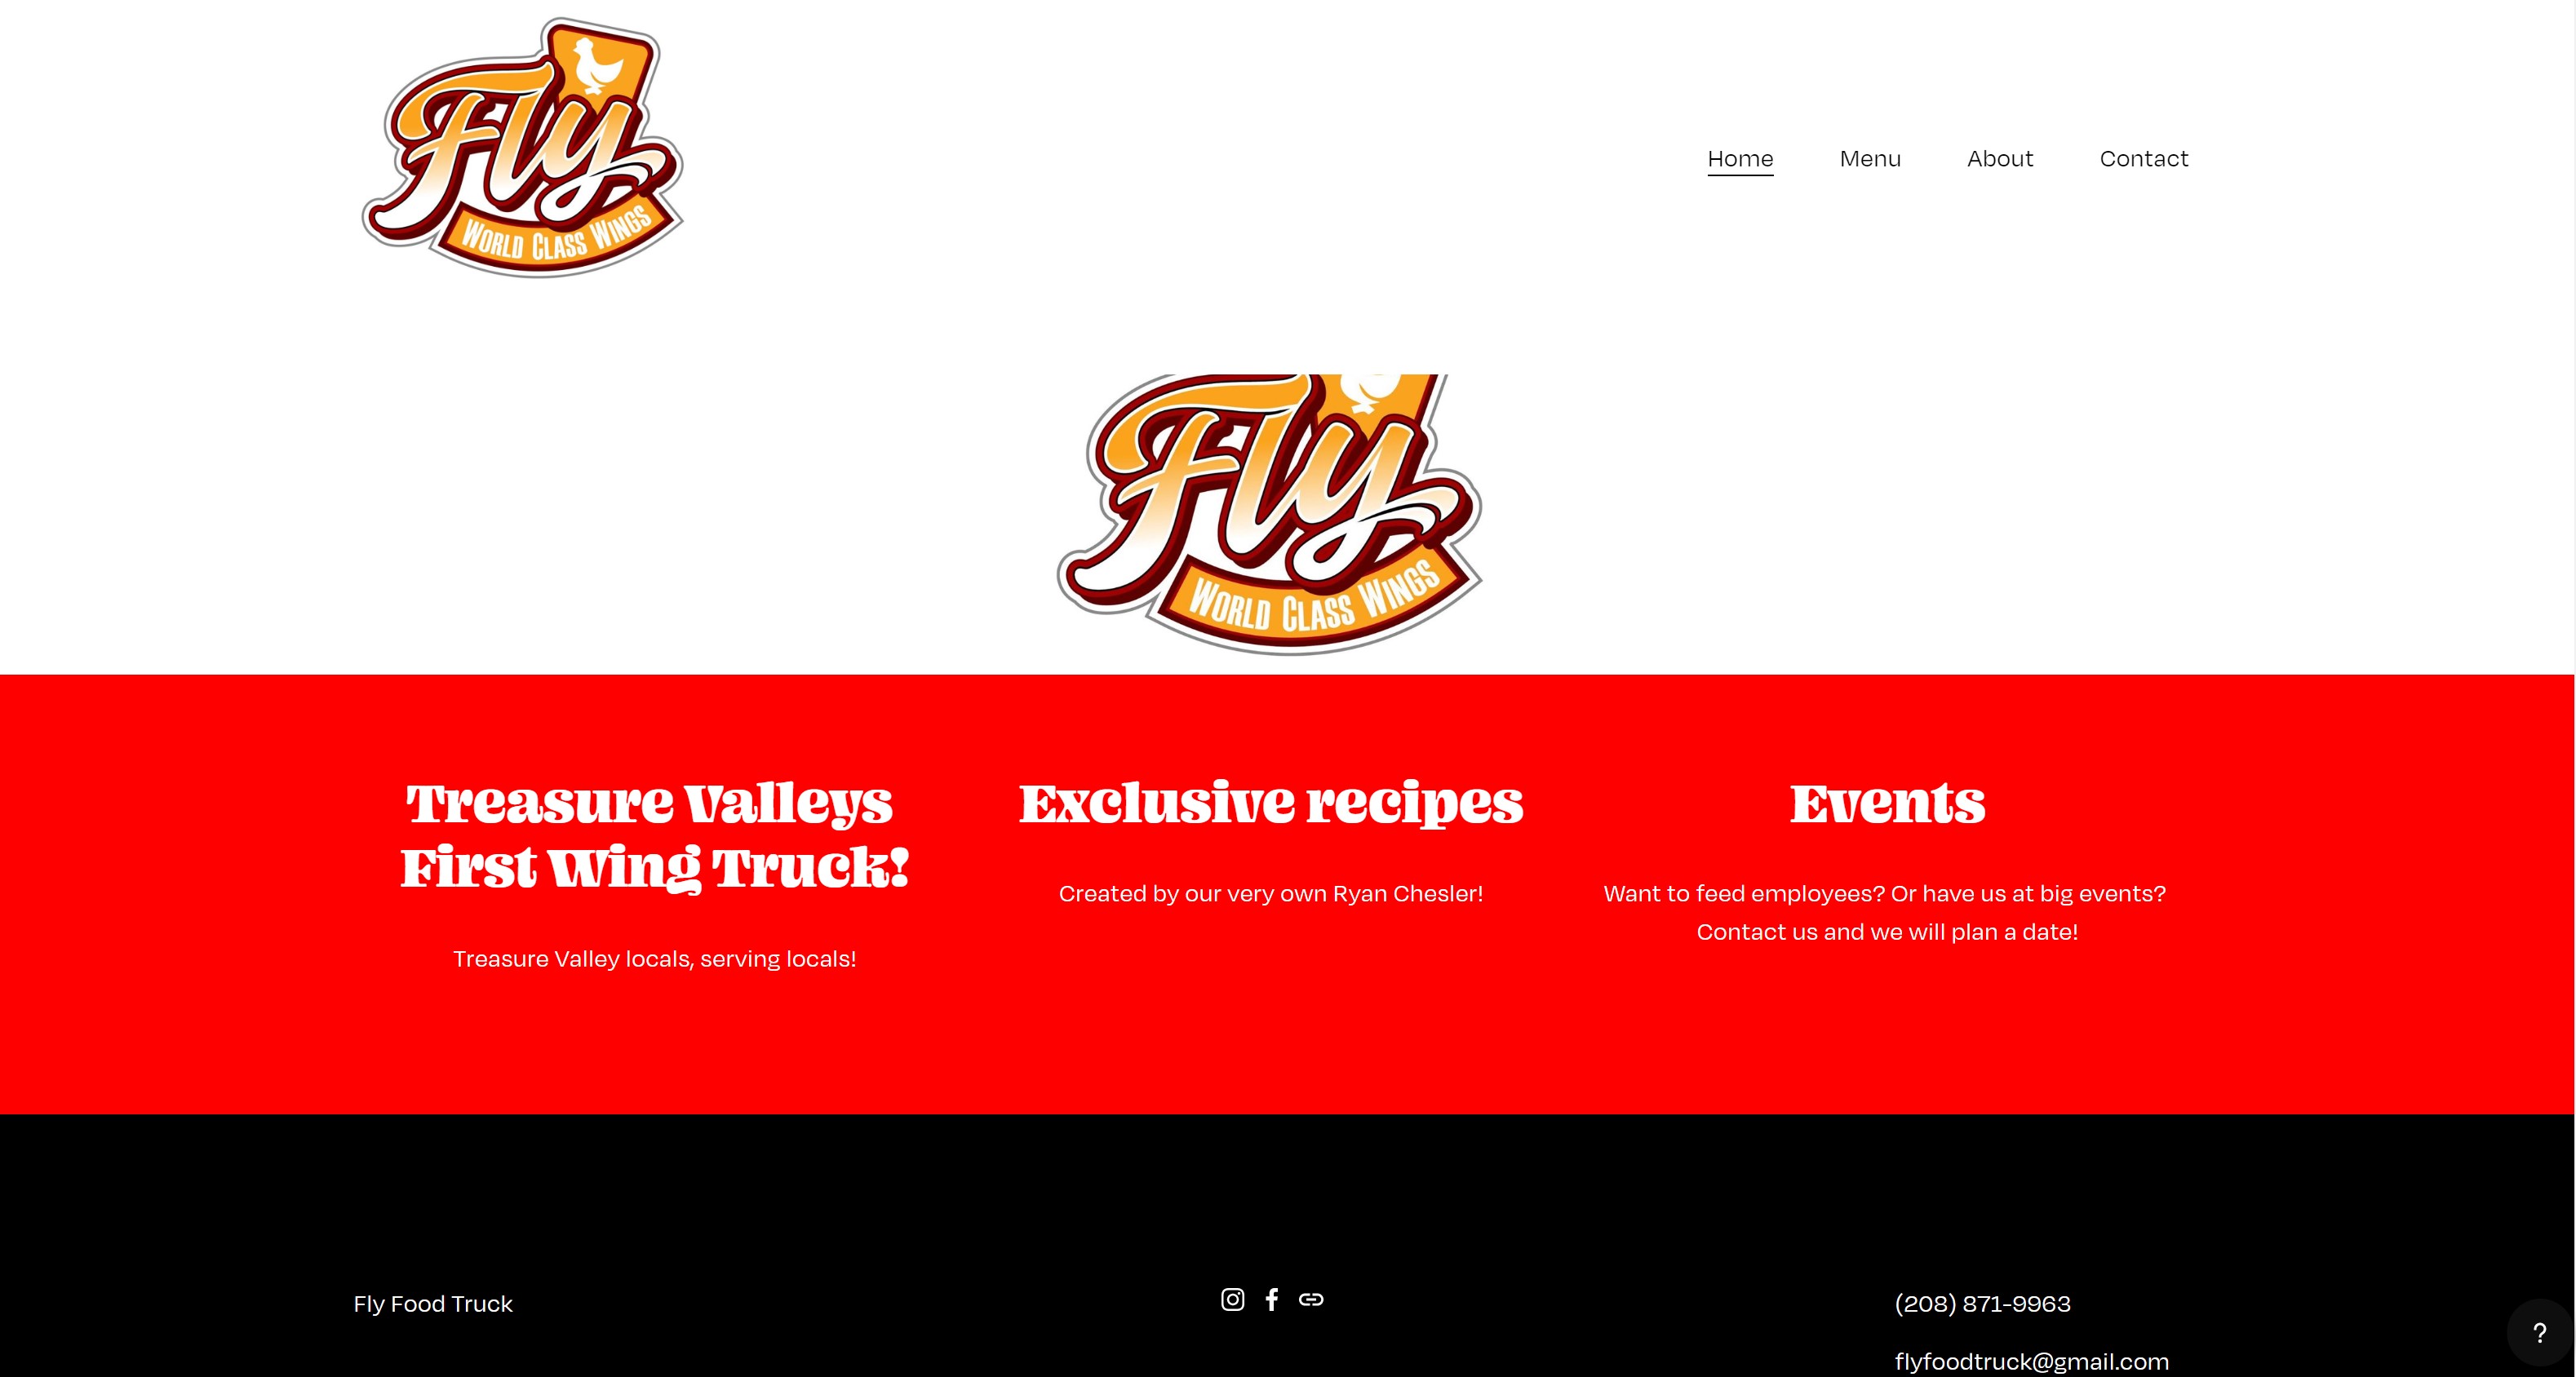 Fly
WORLD CLASS WINGS
Home
Menu
About
Contact
Fly
WORLD CLASS WINGS
Treasure Valleys
First Wing Truck!
Treasure Valley locals, serving locals!
Exclusive recipes
Created by our very own Ryan Chesler!
Events
Want to feed employees? Or have us at big events?
Contact us and we will plan a date!
Fly Food Truck
(208) 871-9963
flyfoodtruck@gmail.com
?